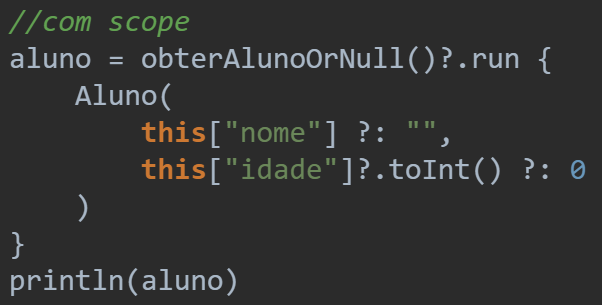 //com scope
aluno = obterAlunoOrNull()?.run {
    Aluno(
        this["nome"] ?: "",
        this["idade"]?.toInt() ?: 0
    )
}
println(aluno)